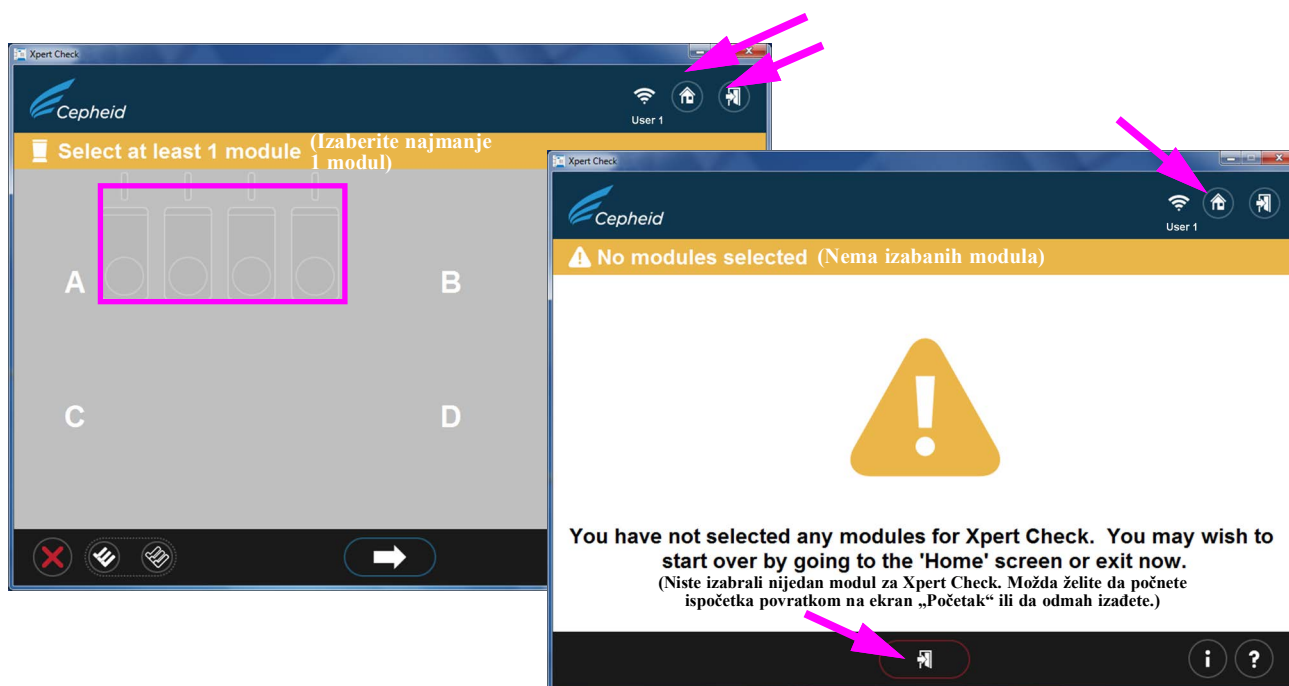 Xpert Check
Cepheid
User 1
Select at least 1 module (Izaberite najmanje
1 modul)
A
B
C
D
Xpert Check
Cepheid
User 1
No modules selected (Nema izabanih modula)
You have not selected any modules for Xpert Check. You may wish to
start over by going to the 'Home' screen or exit now.
(Niste izabrali nijedan modul za Xpert Check. Možda želite da počnete
ispočetka povratkom na ekran „Početak“ ili da odmah izađete.)
i ?